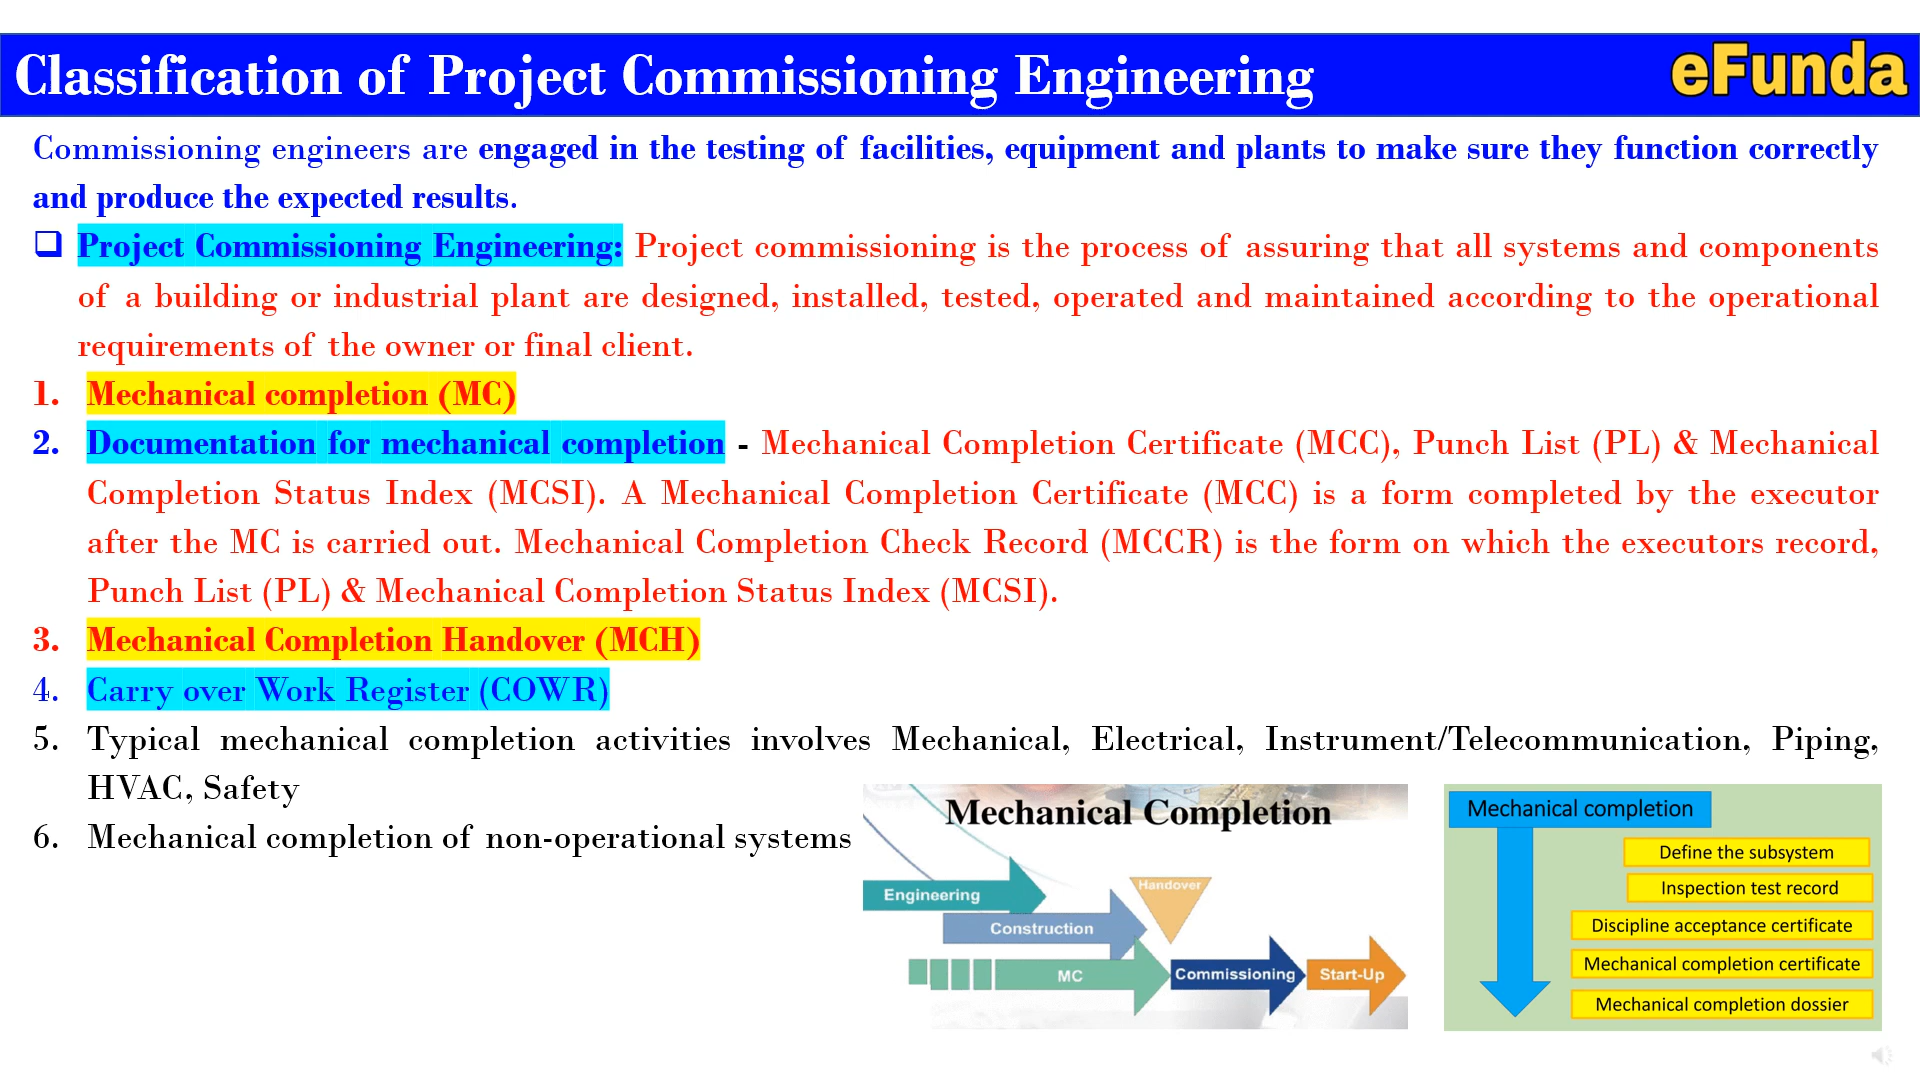 Classification of Project Commissioning Engineering
eFunda
Commissioning engineers are engaged in the testing of facilities, equipment and plants to make sure they function correctly
and produce the expected results.
❑ Project Commissioning Engineering: Project commissioning is the process of assuring that all systems and components
of a building or industrial plant are designed, installed, tested, operated and maintained according to the operational
requirements of the owner or final client.
1. Mechanical completion (MC)
2. Documentation for mechanical completion - Mechanical Completion Certificate (MCC), Punch List (PL) & Mechanical
Completion Status Index (MCSI). A Mechanical Completion Certificate (MCC) is a form completed by the executor
after the MC is carried out. Mechanical Completion Check Record (MCCR) is the form on which the executors record,
Punch List (PL) & Mechanical Completion Status Index (MCSI).
3. Mechanical Completion Handover (MCH)
4. Carry over Work Register (COWR)
5. Typical mechanical completion activities involves Mechanical, Electrical, Instrument/Telecommunication, Piping,
HVAC, Safety
6. Mechanical completion of non-operational systems
Mechanical Completion
Engineering
Handover
Construction
MC
Commissioning
Start-Up
Mechanical completion
Define the subsystem
Inspection test record
Discipline acceptance certificate
Mechanical completion certificate
Mechanical completion dossier